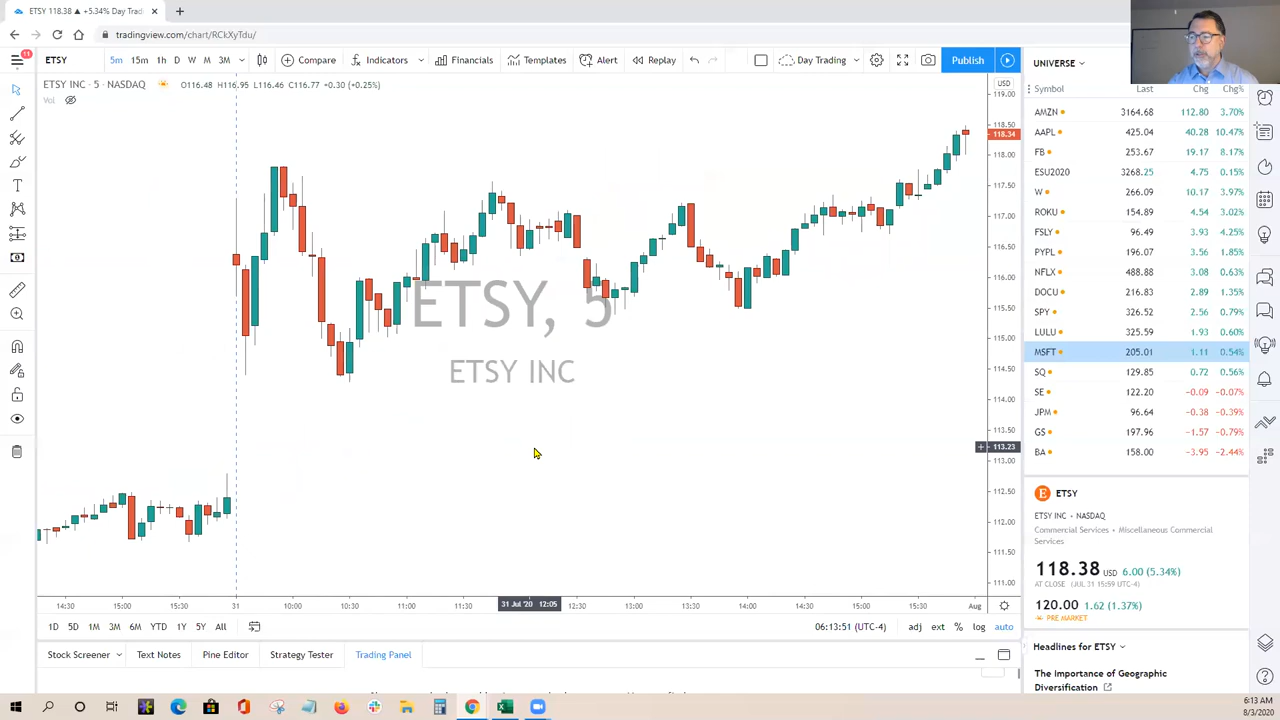 ETSY 118.38 ▲ +5.34% Day Tra
tradingview.com/chart/RCkXyTdu/
11
ETSY
5m
15m
1h
D
W
M
3M
Compare
Indicators
Financials
Templates
Alert
Replay
Day Trading
Publish
UNIVERSE
ETSY INC · 5 · NASDAQ
O116.48 H116.95 L116.46
+0.30 (+0.25%)
Vol
USD
ETSY, 5
ETSY INC
119.00
118.50
118.34
118.00
117.50
117.00
116.50
116.00
115.50
115.00
114.50
114.00
113.50
113.23
113.00
112.50
112.00
111.50
111.00
14:30
15:00
15:30
31
10:00
10:30
11:00
11:30
31 Jul '20 12:05
12:30
13:00
13:30
14:00
14:30
15:00
15:30
Aug
1D
5D
1M
3M
6M
YTD
1Y
5Y
All
06:13:51 (UTC-4)
adj
ext
%
log
auto
Stock Screener
Text Notes
Pine Editor
Strategy Tester
Trading Panel
Symbol Last Chg Chg%
AMZN 3164.68 112.80 3.70%
AAPL 425.04 40.28 10.47%
FB 253.67 19.17 8.17%
ESU2020 3268.25 4.75 0.15%
W 266.09 10.17 3.97%
ROKU 154.89 4.54 3.02%
FSLY 96.49 3.93 4.25%
PYPL 196.07 3.13 1.65%
NFLX 488.88 3.08 0.63%
DOCU 216.83 2.89 1.35%
SPY 326.52 2.56 0.79%
LULU 325.59 1.93 0.60%
MSFT 205.01 1.11 0.54%
SQ 129.85 0.72 0.56%
SE 122.20 −0.09 −0.07%
JPM 96.64 −0.38 −0.39%
GS 197.96 −1.57 −0.79%
BA 158.00 −3.95 −2.44%
E ETSY
ETSY INC · NASDAQ
Commercial Services · Miscellaneous Commercial
Services
118.38 USD 6.00 (5.34%)
AT CLOSE (JUL 31 15:59 UTC-4)
120.00 1.62 (1.37%)
PRE MARKET
Headlines for ETSY
The Importance of Geographic
Diversification
6:13 AM
8/3/2020